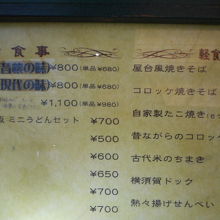 食事
の味)¥800(単品¥680)
現代の味)¥800(単品¥680)
¥1,100(単品¥980)
ミニうどんセット ¥700
¥500
¥700
¥600
¥650
¥700
¥700
軽食
屋台風焼きそば
コロッケ焼きそば
自家製たこ焼き
昔ながらのコロッケ
古代米のちまき
横須賀ドック
熱々揚げせんべい